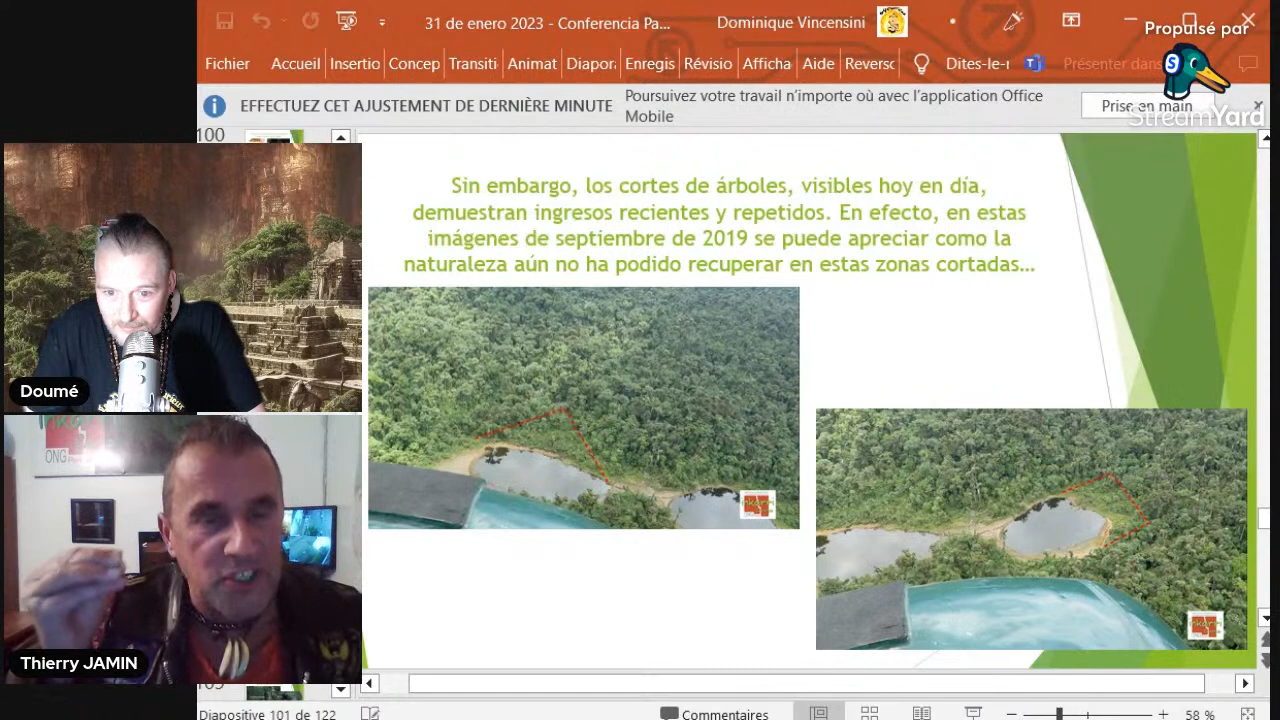 31 de enero 2023 - Conferencia Pa...
Dominique Vincensini
Propulsé par
StreamYard
Fichier Accueil Insertio Concep Transiti Animat Diapora Enregis Révisio Affichа Aide Reverso Dites-le-r Présenter dans
EFFECTUEZ CET AJUSTEMENT DE DERNIÈRE MINUTE
Poursuivez votre travail n'importe où avec l'application Office
Mobile
Prise en main
100
Sin embargo, los cortes de árboles, visibles hoy en día,
demuestran ingresos recientes y repetidos. En efecto, en estas
imágenes de septiembre de 2019 se puede apreciar como la
naturaleza aún no ha podido recuperar en estas zonas cortadas...
Doumé
ONG
Thierry JAMIN
Diapositive 101 de 122
Commentaires
58 %